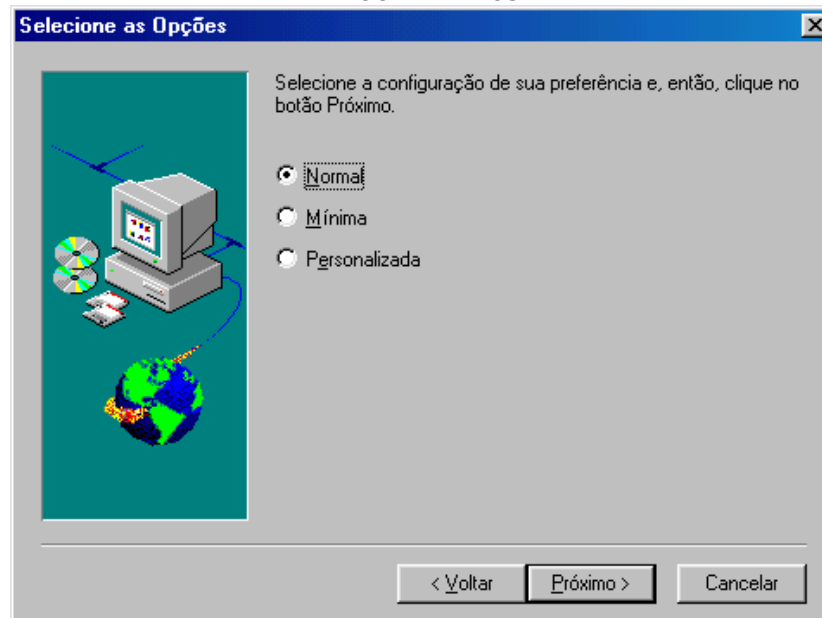 Selecione as Opções
Selecione a configuração de sua preferência e, então, clique no
botão Próximo.
Normal
Mínima
Personalizada
< Voltar
Próximo >
Cancelar